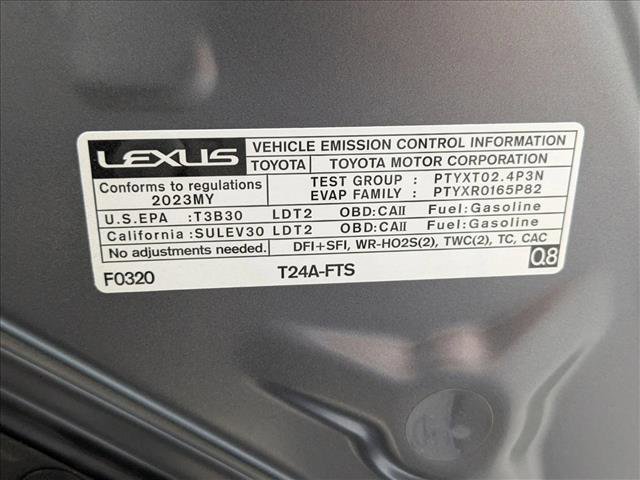 LEXUS VEHICLE EMISSION CONTROL INFORMATION
TOYOTA TOYOTA MOTOR CORPORATION
Conforms to regulations
2023MY
TEST GROUP : PTYXT02.4P3N
EVAP FAMILY : PTYXR0165P82
U.S.EPA :T3B30 LDT2 OBD:CAII Fuel:Gasoline
California :SULEV30 LDT2 OBD:CAII Fuel:Gasoline
No adjustments needed. DFI+SFI, WR-HO2S(2), TWC(2), TC, CAC
F0320 T24A-FTS Q8